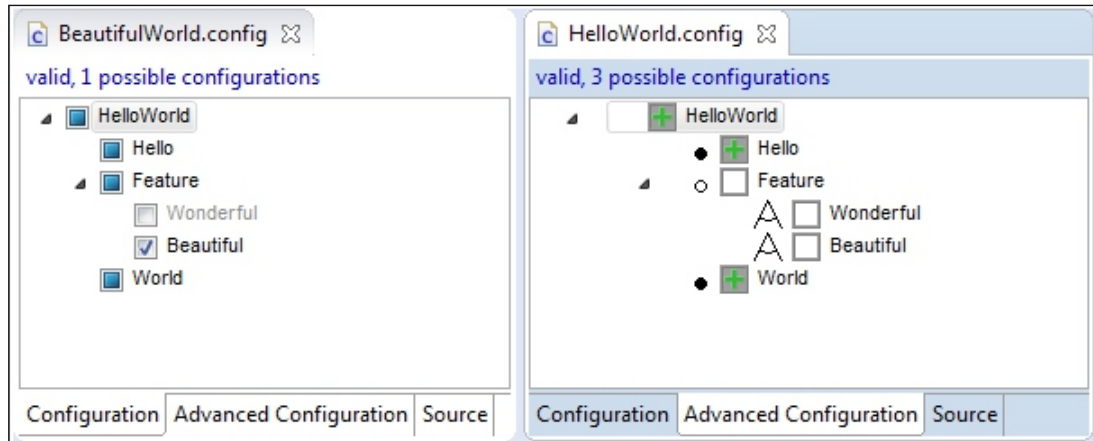 BeautifulWorld.config
valid, 1 possible configurations
HelloWorld
Hello
Feature
Wonderful
Beautiful
World
Configuration Advanced Configuration Source
HelloWorld.config
valid, 3 possible configurations
HelloWorld
Hello
Feature
Wonderful
Beautiful
World
Configuration Advanced Configuration Source